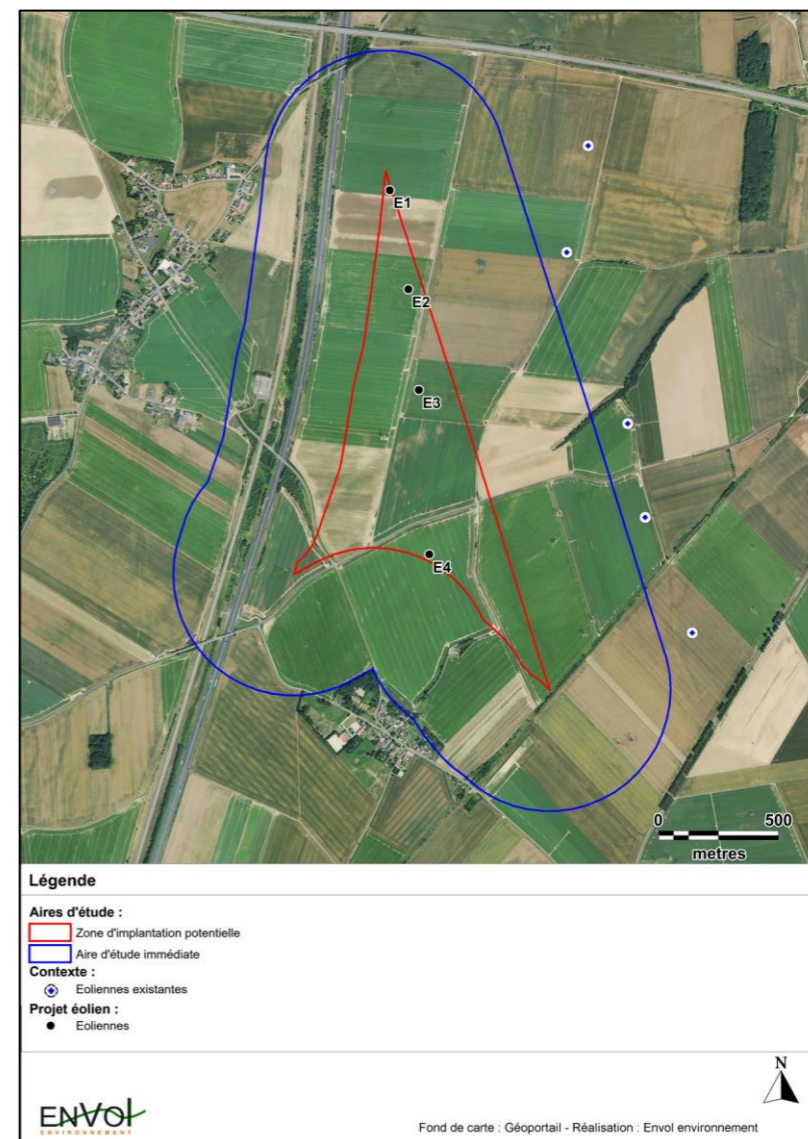 E1
E2
E3
E4
0 500
metres
Légende
Aires d'étude :
Zone d'implantation potentielle
Aire d'étude immédiate
Contexte :
Eoliennes existantes
Projet éolien :
Eoliennes
N
ENVOl
ENVIRONNEMENT
Fond de carte : Géoportail - Réalisation : Envol environnement